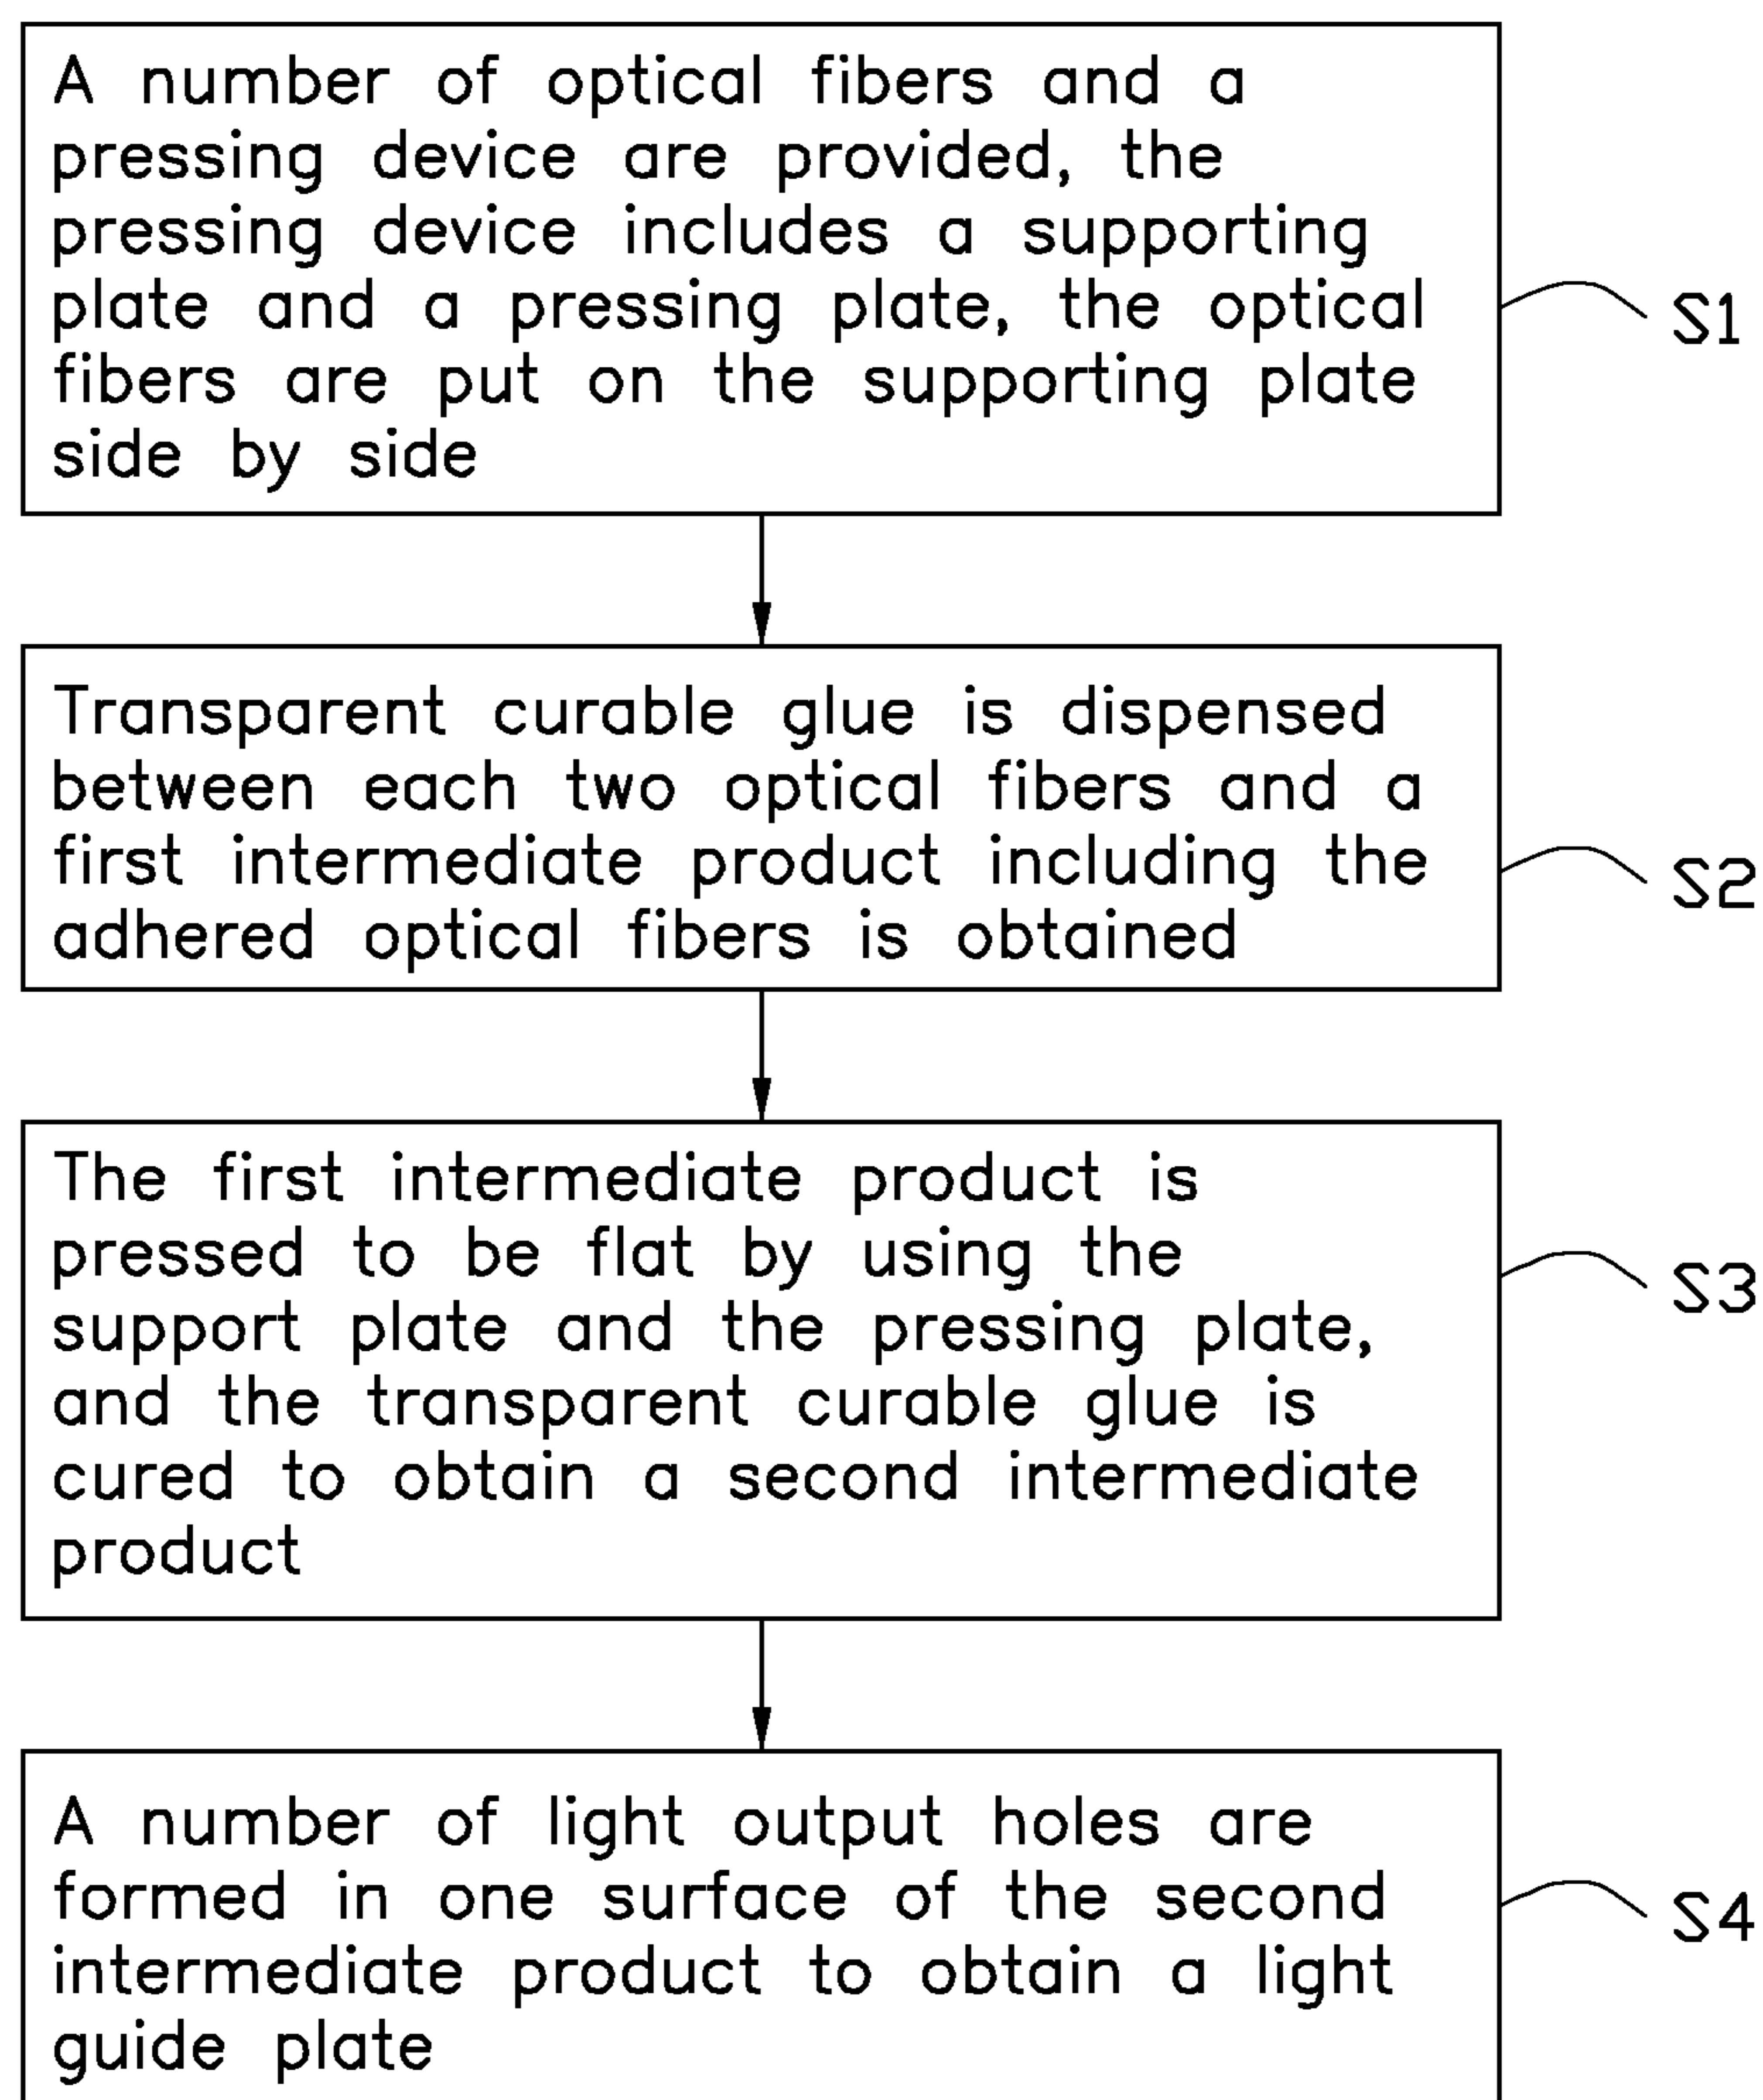 A number of optical fibers and a
pressing device are provided, the
pressing device includes a supporting
plate and a pressing plate, the optical
fibers are put on the supporting plate
side by side
S1
Transparent curable glue is dispensed
between each two optical fibers and a
first intermediate product including the
adhered optical fibers is obtained
S2
The first intermediate product is
pressed to be flat by using the
support plate and the pressing plate,
and the transparent curable glue is
cured to obtain a second intermediate
product
S3
A number of light output holes are
formed in one surface of the second
intermediate product to obtain a light
guide plate
S4